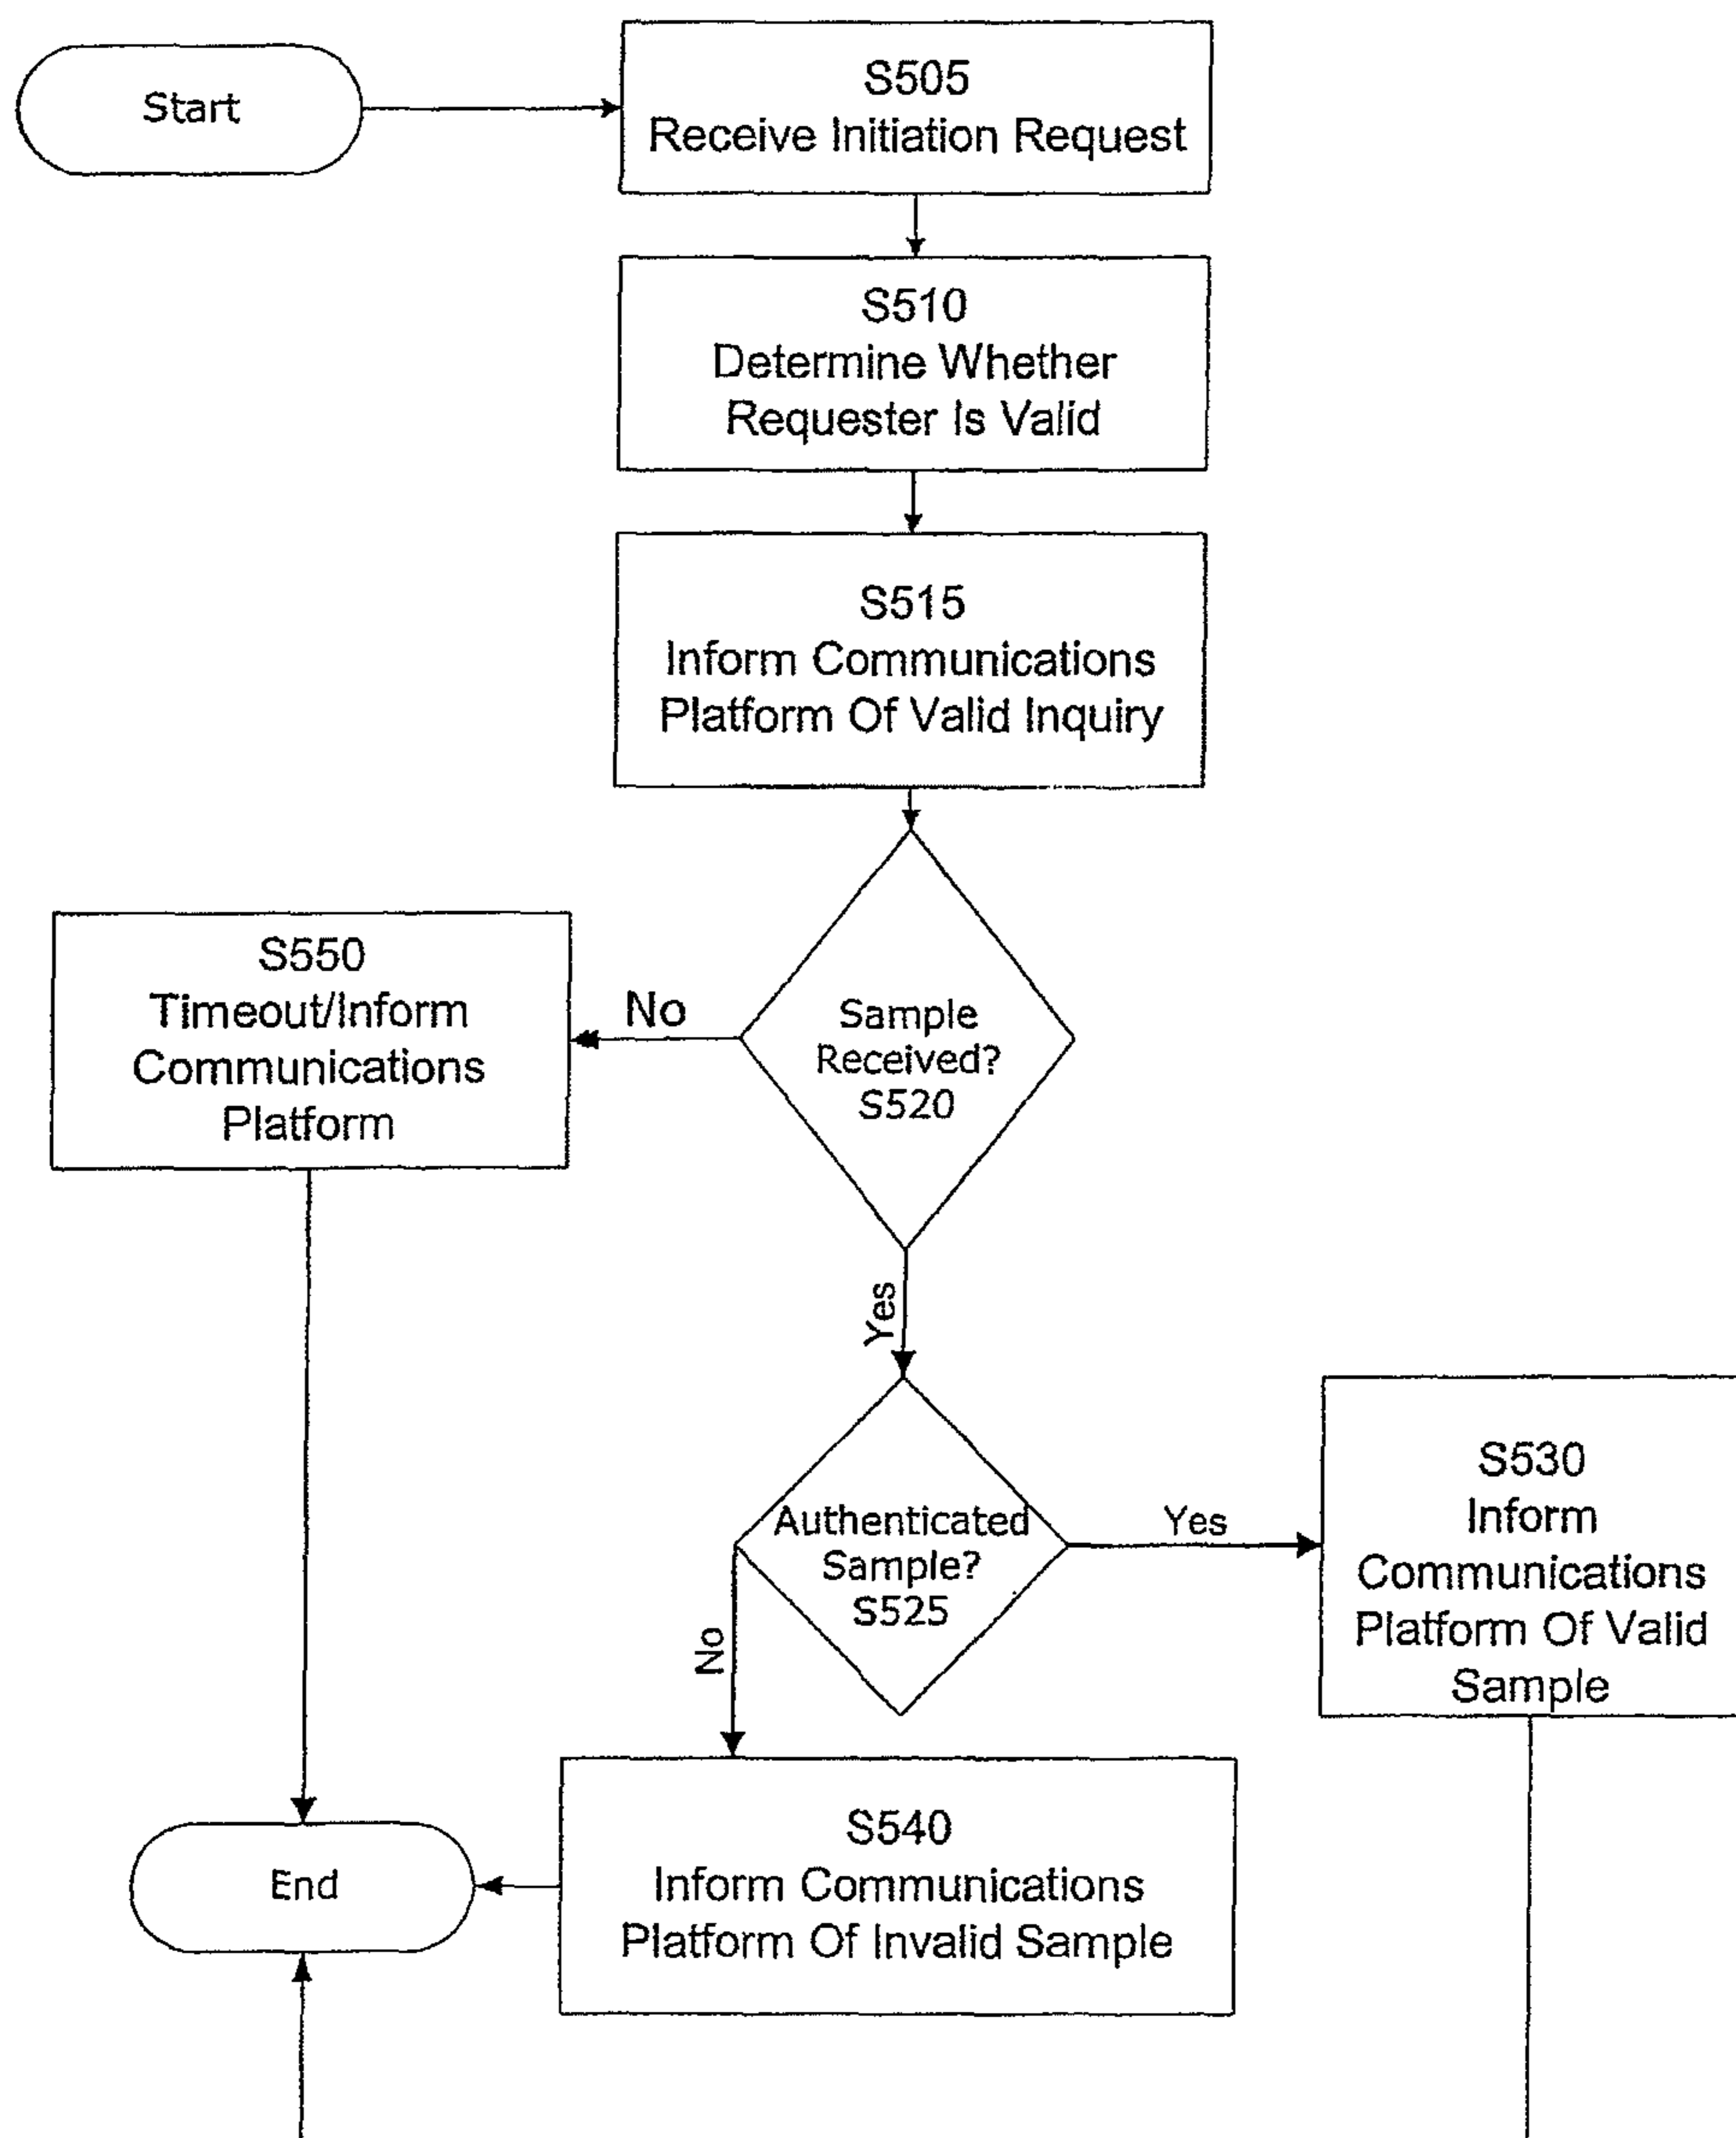 Start
S505
Receive Initiation Request
S510
Determine Whether
Requester Is Valid
S515
Inform Communications
Platform Of Valid Inquiry
S550
Timeout/Inform
Communications
Platform
No
Sample
Received?
S520
Yes
Authenticated
Sample?
S525
Yes
S530
Inform
Communications
Platform Of Valid
Sample
No
S540
Inform Communications
Platform Of Invalid Sample
End